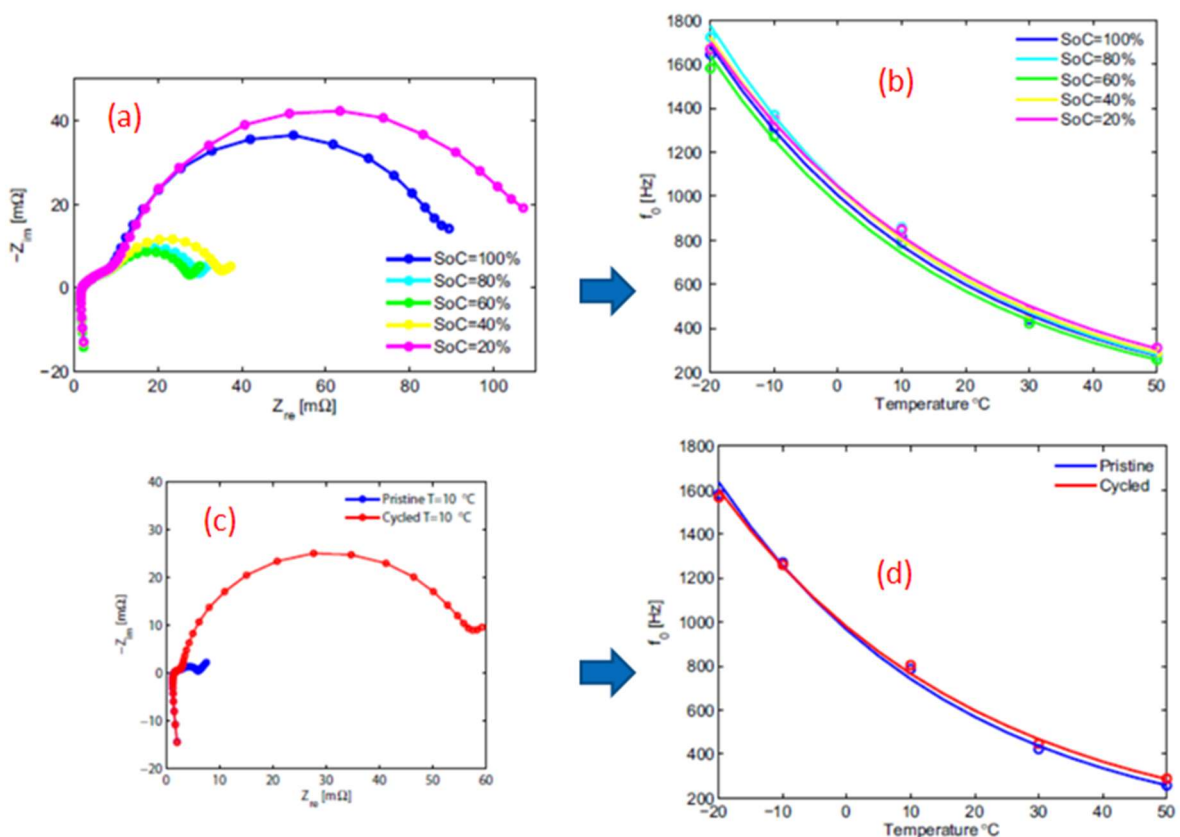 (a)
40
20
0
−20
0 20 40 60 80 100
−Z_im [mΩ]
Z_re [mΩ]
SoC=100%
SoC=80%
SoC=60%
SoC=40%
SoC=20%
(b)
1800
1600
1400
1200
1000
800
600
400
200
−20 −10 0 10 20 30 40 50
f_0 [Hz]
Temperature °C
SoC=100%
SoC=80%
SoC=60%
SoC=40%
SoC=20%
(c)
40
30
20
10
0
−10
−20
0 10 20 30 40 50 60
−Z_im [mΩ]
Z_re [mΩ]
Pristine T=10 °C
Cycled T=10 °C
(d)
1800
1600
1400
1200
1000
800
600
400
200
−20 −10 0 10 20 30 40 50
f_0 [Hz]
Temperature °C
Pristine
Cycled